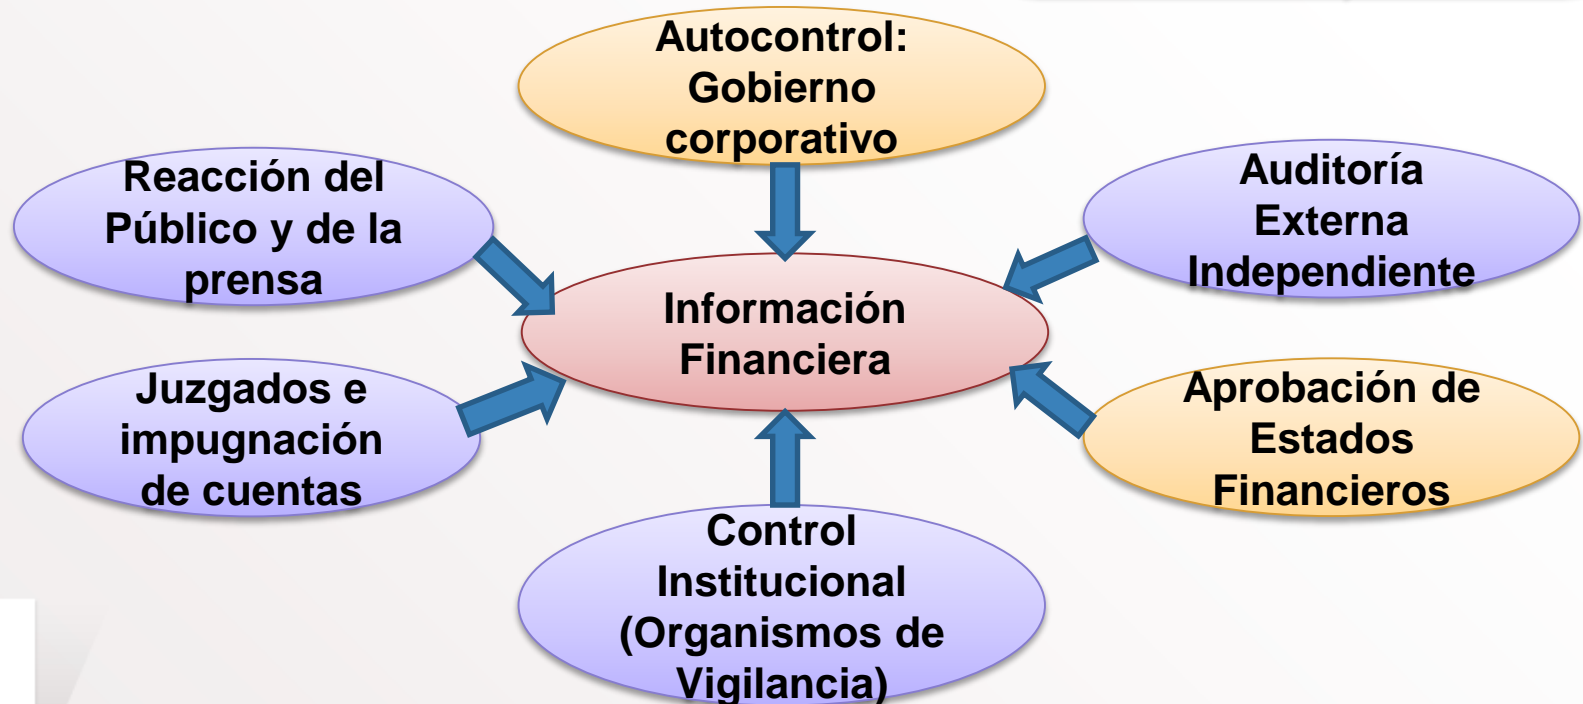 Autocontrol:
Gobierno
corporativo
Reacción del
Público y de la
prensa
Auditoría
Externa
Independiente
Información
Financiera
Juzgados e
impugnación
de cuentas
Aprobación de
Estados
Financieros
Control
Institucional
(Organismos de
Vigilancia)